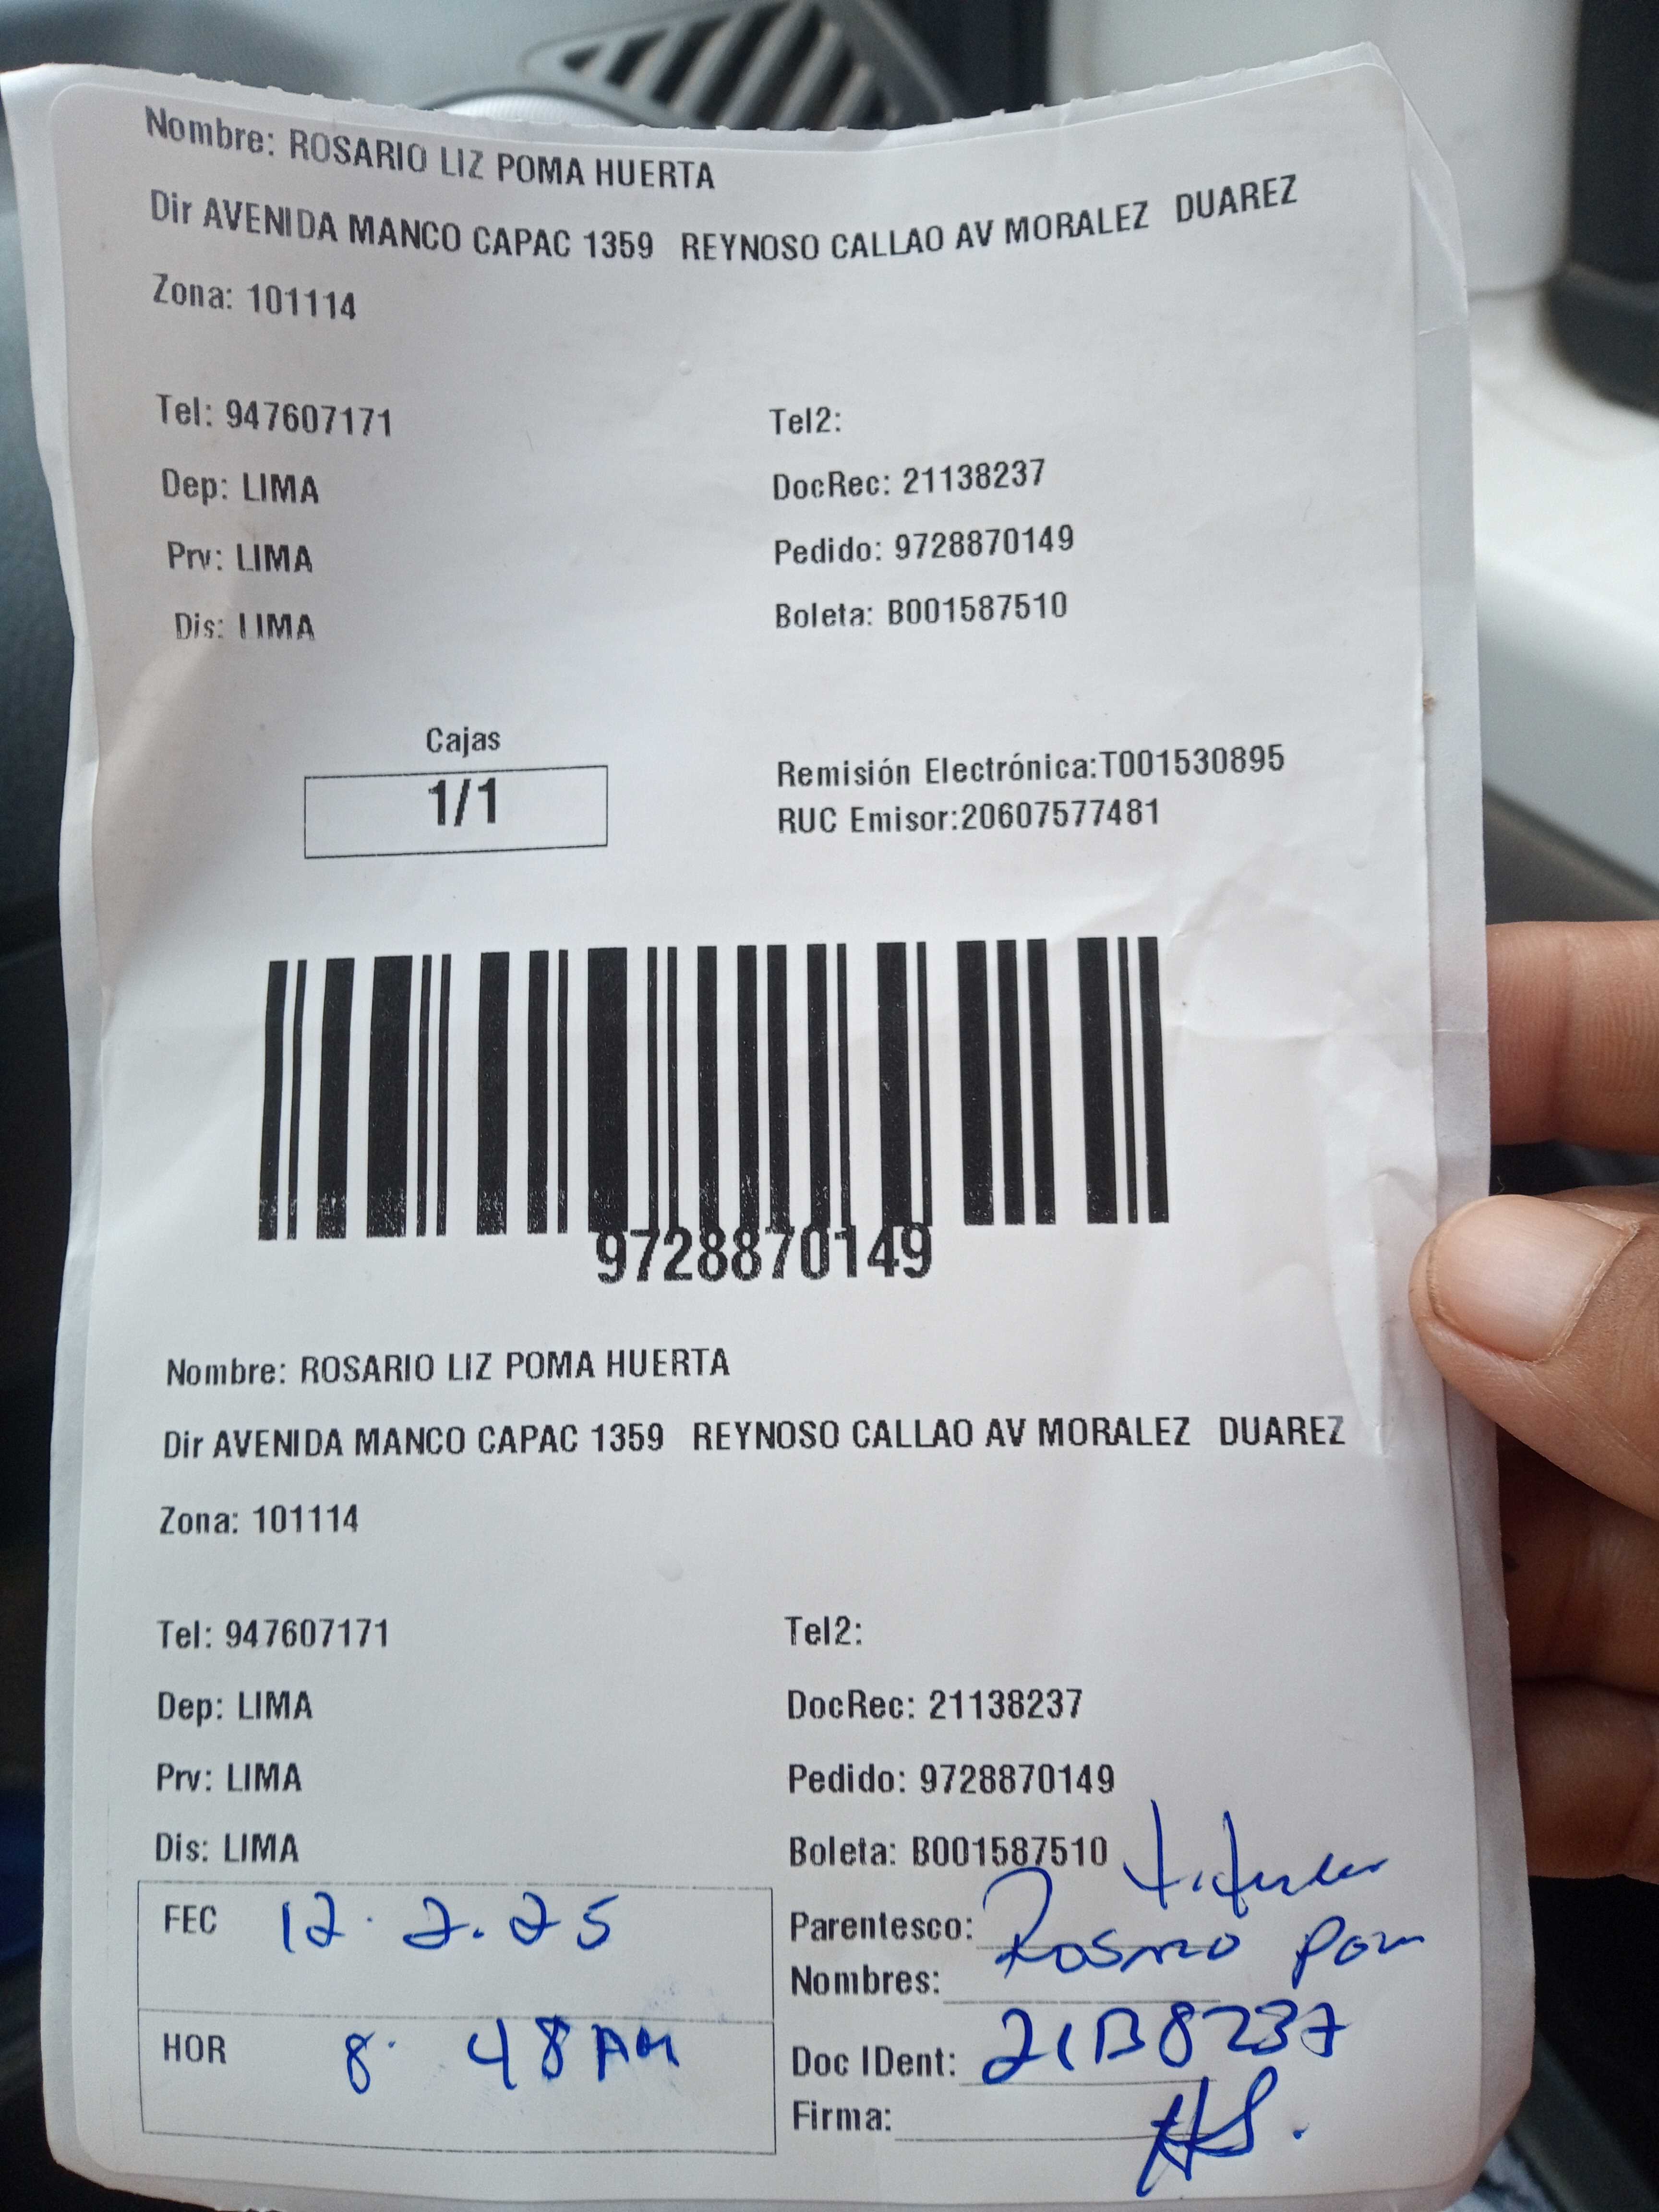 Nombre: ROSARIO LIZ POMA HUERTA
Dir AVENIDA MANCO CAPAC 1359 REYNOSO CALLAO AV MORALEZ DUAREZ
Zona: 101114
Tel: 947607171
Tel2:
Dep: LIMA
DocRec: 21138237
Prv: LIMA
Pedido: 9728870149
Dis: LIMA
Boleta: B001587510
Cajas
1/1
Remisión Electrónica:T001530895
RUC Emisor:20607577481
9728870149
Nombre: ROSARIO LIZ POMA HUERTA
Dir AVENIDA MANCO CAPAC 1359 REYNOSO CALLAO AV MORALEZ DUAREZ
Zona: 101114
Tel: 947607171
Tel2:
Dep: LIMA
DocRec: 21138237
Prv: LIMA
Pedido: 9728870149
Dis: LIMA
Boleta: B001587510
FEC 12.2.25
Parentesco: titular
Nombres: Rosario Pom
HOR 8. 48 AM
Doc IDent: 21138237
Firma: